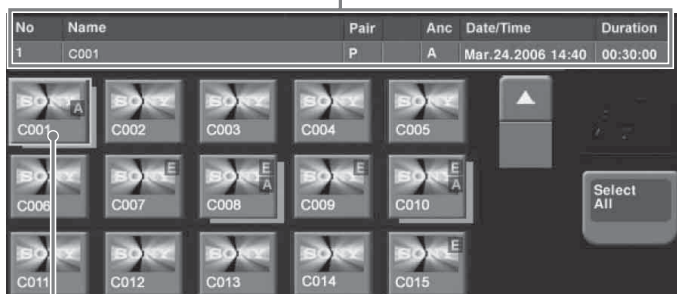 No Name Pair Anc Date/Time Duration
1 C001 P A Mar.24.2006 14:40 00:30:00
SONY A SONY SONY SONY SONY
C001 C002 C003 C004 C005
SONY SONY E SONY E A SONY E SONY E A
C006 C007 C008 C009 C010
Select
All
SONY SONY SONY SONY SONY E
C011 C012 C013 C014 C015